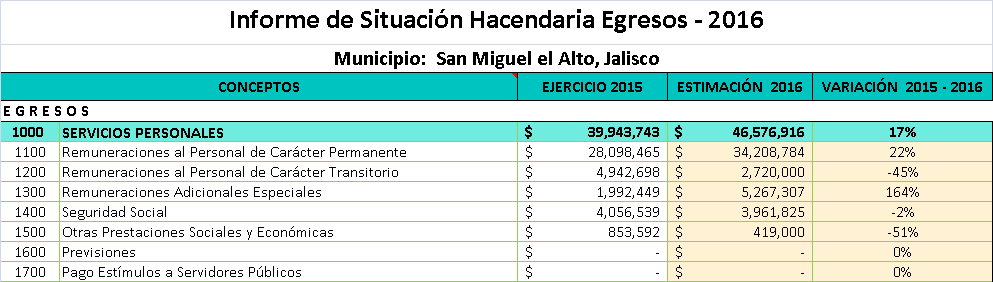 Informe de Situación Hacendaria Egresos - 2016
Municipio: San Miguel el Alto, Jalisco
CONCEPTOS EJERCICIO 2015 ESTIMACIÓN 2016 VARIACIÓN 2015 - 2016
E G R E S O S
1000 SERVICIOS PERSONALES $ 39,943,743 $ 46,576,916 17%
1100 Remuneraciones al Personal de Carácter Permanente $ 28,098,465 $ 34,208,784 22%
1200 Remuneraciones al Personal de Carácter Transitorio $ 4,942,698 $ 2,720,000 -45%
1300 Remuneraciones Adicionales Especiales $ 1,992,449 $ 5,267,307 164%
1400 Seguridad Social $ 4,056,539 $ 3,961,825 -2%
1500 Otras Prestaciones Sociales y Económicas $ 853,592 $ 419,000 -51%
1600 Previsiones $ - $ - 0%
1700 Pago Estímulos a Servidores Públicos $ - $ - 0%